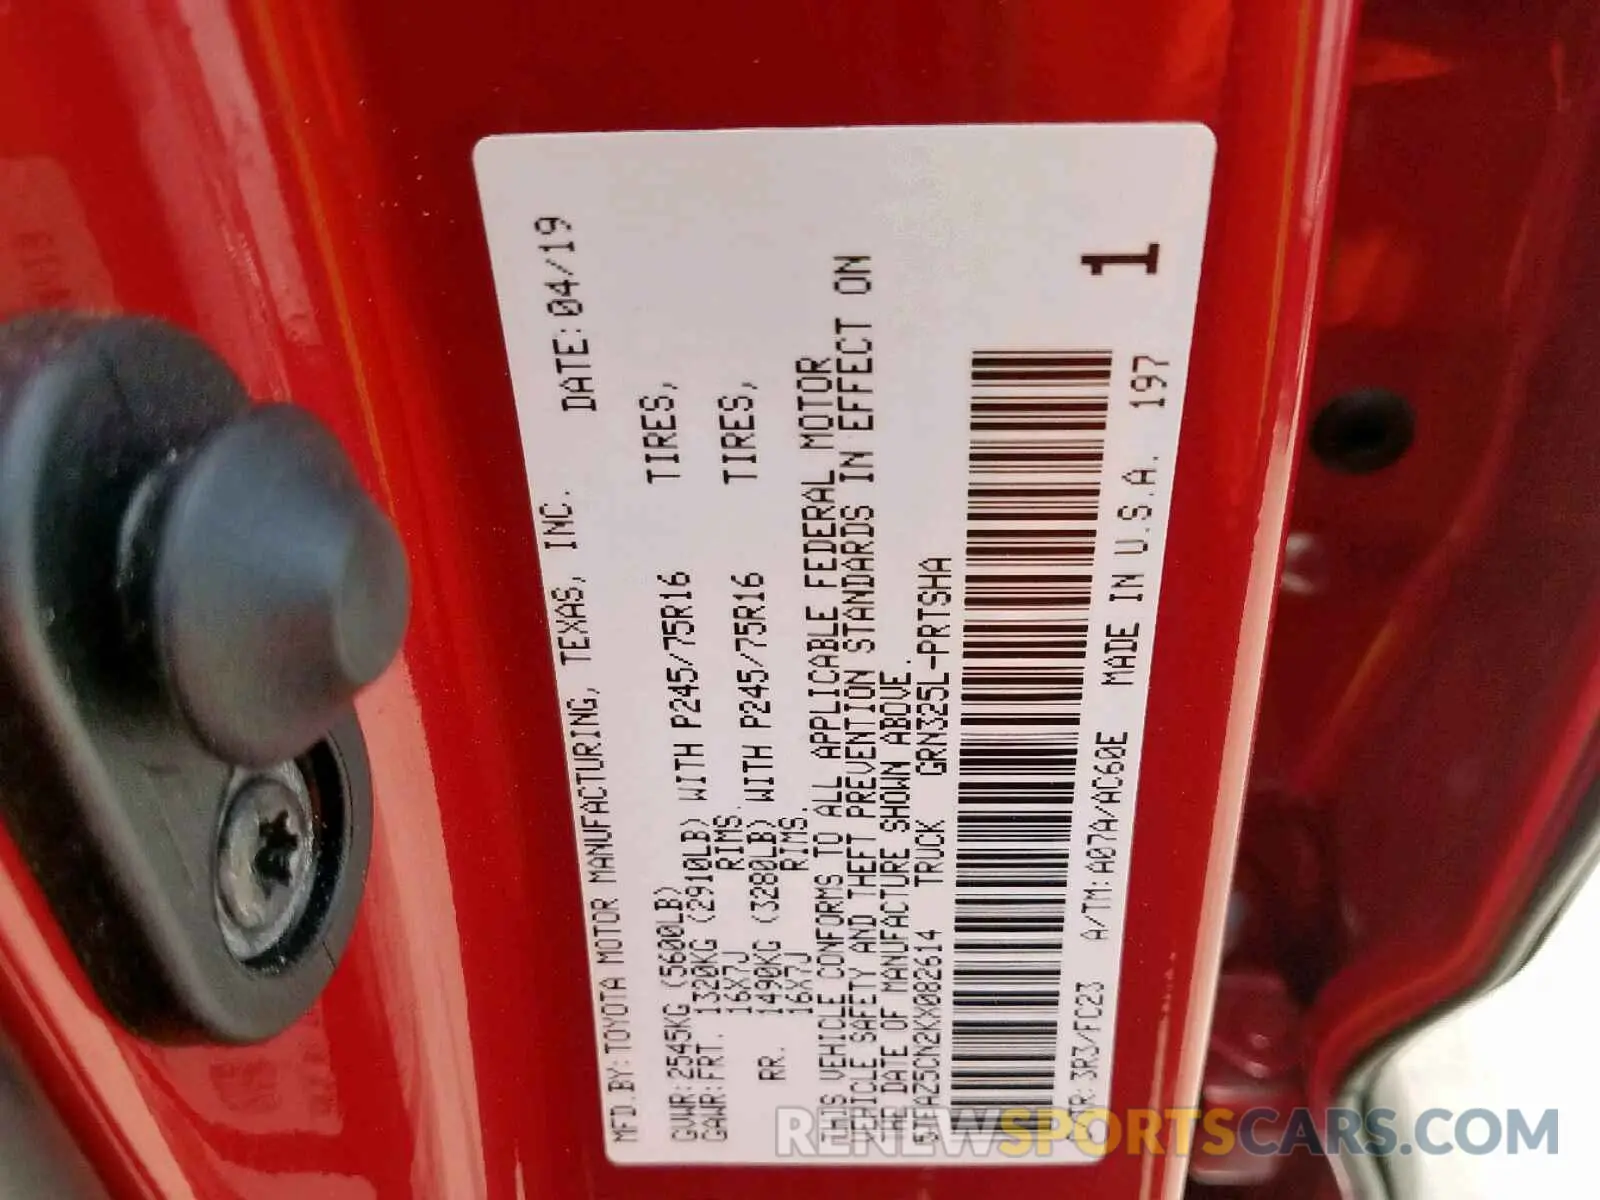 MFD.BY:TOYOTA MOTOR MANUFACTURING, TEXAS, INC. DATE:04/19
GVWR:2545KG (5600LB)
GAWR:FRT. 1320KG (2910LB) WITH P245/75R16 TIRES,
16X7J RIMS.
RR. 1490KG (3280LB) WITH P245/75R16 TIRES,
16X7J RIMS.
THIS VEHICLE CONFORMS TO ALL APPLICABLE FEDERAL MOTOR
VEHICLE SAFETY AND THEFT PREVENTION STANDARDS IN EFFECT ON
THE DATE OF MANUFACTURE SHOWN ABOVE.
5TFAZ5CN2KX082614 TRUCK GRN325L-PRTSHA
1
C/TR:3R3/FC23 A/TM:A07A/AC60E MADE IN U.S.A. 197
RENEWSPORTSCARS.COM